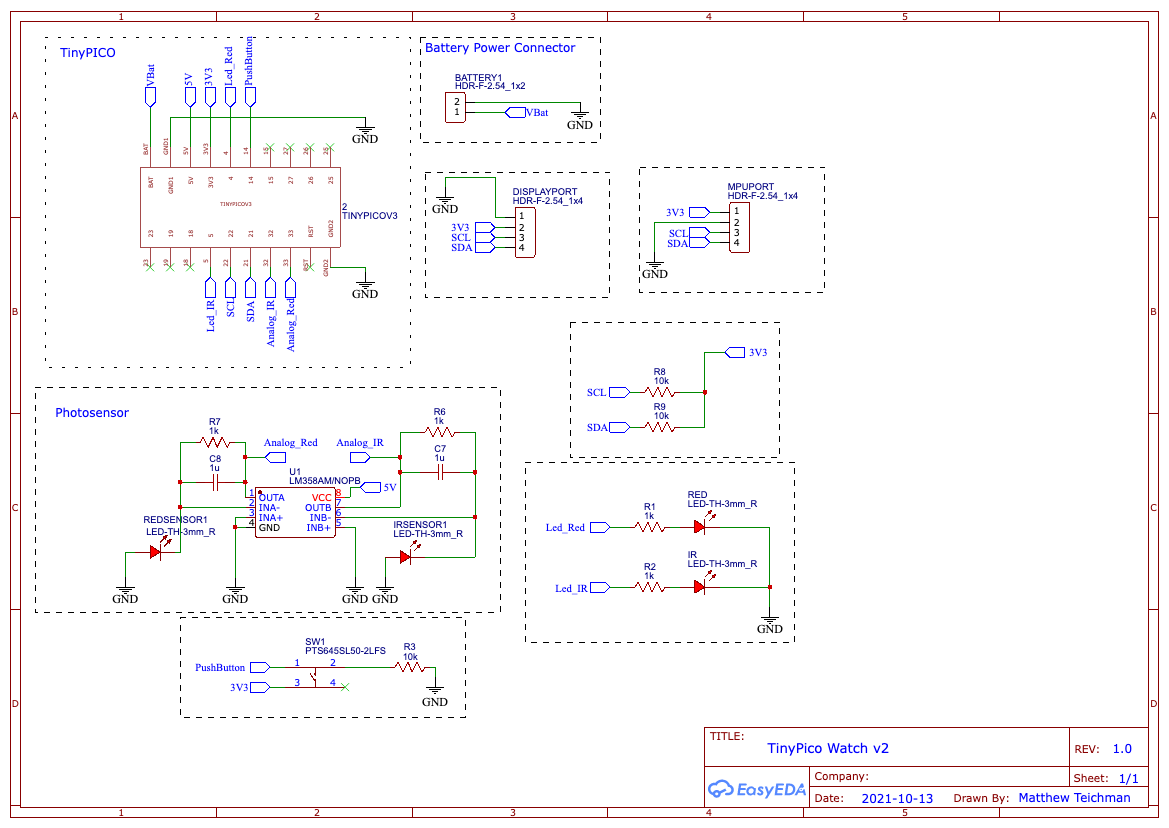 1 2 3 4 5
A
B
C
D
A
B
C
D
1 2 3 4 5
TinyPICO
VBat
5V
3V3
Led_Red
PushButton
GND
BAT GND1 5V 3V3 4 14 15 27 26 25
BAT GND1 5V 3V3 4 14 15 27 26 25
TINYPICOV3
2
TINYPICOV3
23 19 18 5 22 21 32 33 RST GND2
23 19 18 5 22 21 32 33 RST GND2
GND
Led_IR
SCL
SDA
Analog_IR
Analog_Red
Battery Power Connector
BATTERY1
HDR-F-2.54_1x2
2
1
VBat
GND
DISPLAYPORT
HDR-F-2.54_1x4
GND
1
3V3 2
SCL 3
SDA 4
MPUPORT
HDR-F-2.54_1x4
3V3 1
2
SCL 3
SDA 4
GND
3V3
R8
10k
SCL
R9
10k
SDA
Photosensor
R7
1k
Analog_Red
C8
1u
Analog_IR
R6
1k
C7
1u
U1
LM358AM/NOPB
5V
1 OUTA VCC 8
2 INA- OUTB 7
3 INA+ INB- 6
4 GND INB+ 5
REDSENSOR1
LED-TH-3mm_R
IRSENSOR1
LED-TH-3mm_R
GND
GND
GND
GND
RED
LED-TH-3mm_R
R1
1k
Led_Red
IR
LED-TH-3mm_R
R2
1k
Led_IR
GND
SW1
PTS645SL50-2LFS
R3
10k
PushButton 1 2
3V3 3 4
GND
TITLE:
TinyPico Watch v2
REV: 1.0
EasyEDA
Company:
Sheet: 1/1
Date: 2021-10-13 Drawn By: Matthew Teichman